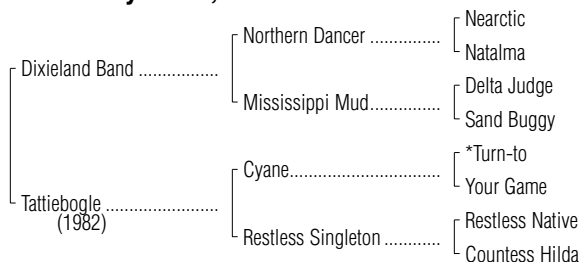 Nearctic
Northern Dancer ..............
Natalma
Dixieland Band ................
Delta Judge
Mississippi Mud..............
Sand Buggy
*Turn-to
Cyane..............................
Your Game
Tattiebogle ......................
(1982)
Restless Native
Restless Singleton ............
Countess Hilda